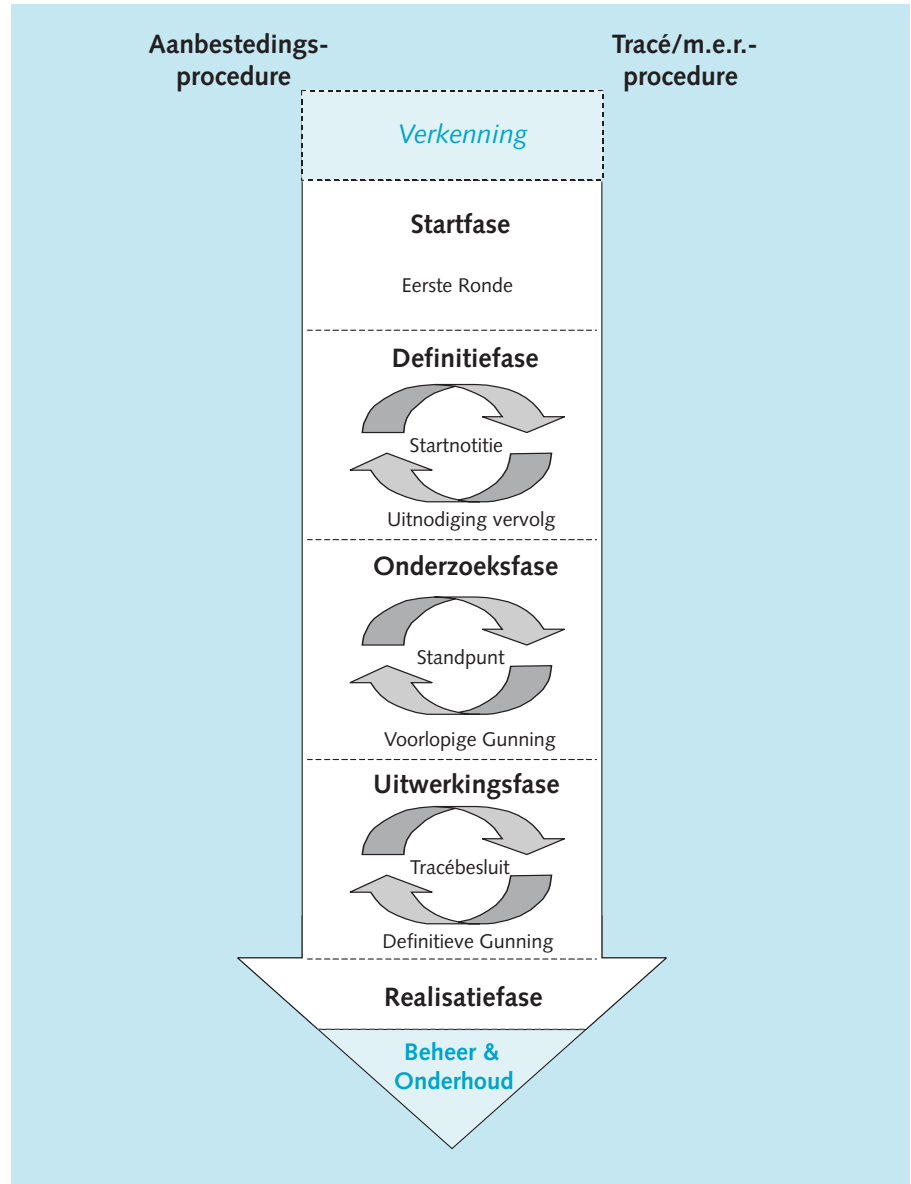 Aanbestedings-
procedure
Tracé/m.e.r.-
procedure
Verkenning
Startfase
Eerste Ronde
Definitiefase
Startnotitie
Uitnodiging vervolg
Onderzoeksfase
Standpunt
Voorlopige Gunning
Uitwerkingsfase
Tracébesluit
Definitieve Gunning
Realisatiefase
Beheer &
Onderhoud